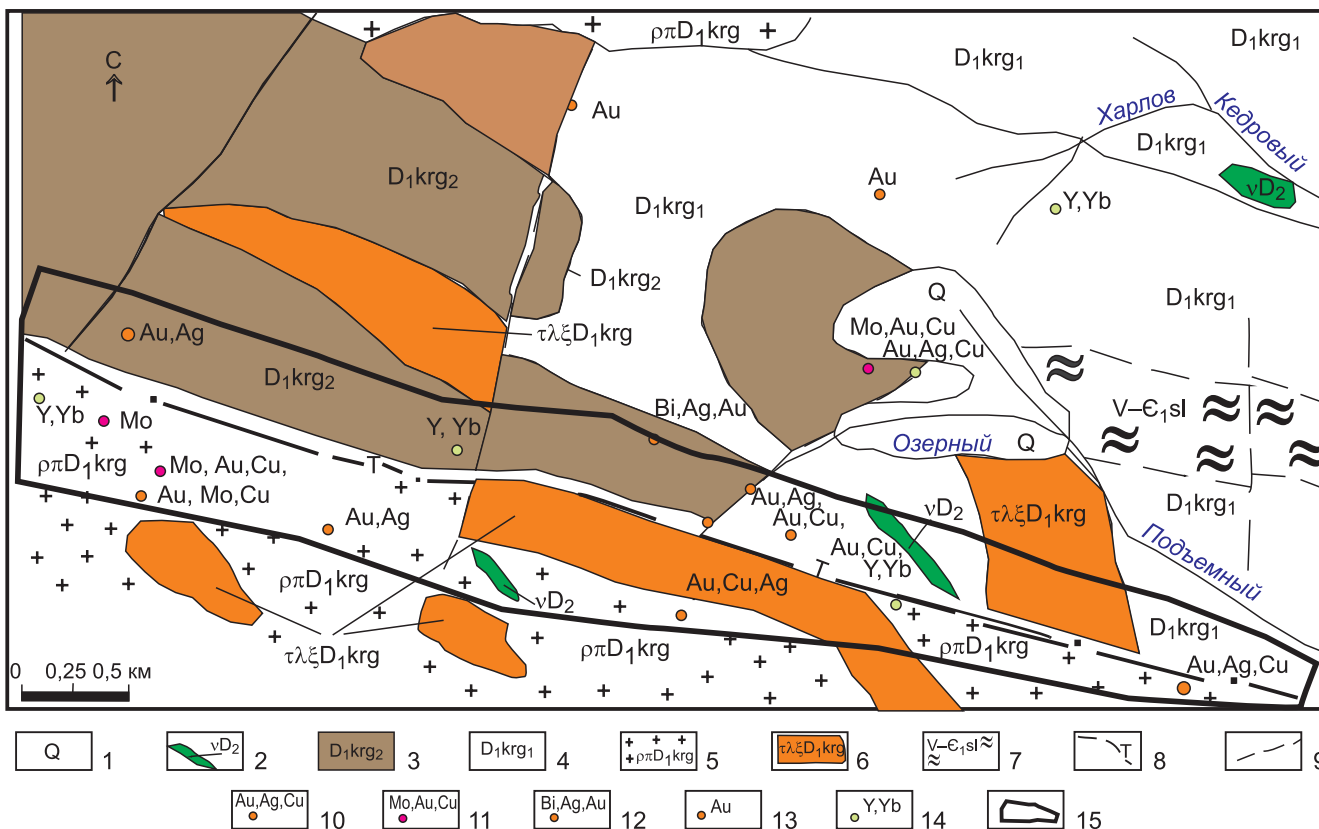 ρπD₁krg
D₁krg₁
D₁krg₁
С
Харлов
Кедровый
Au
D₁krg₁
D₁krg₂
Au
νD₂
D₁krg₁
Y,Yb
D₁krg₂
Q
D₁krg₁
Mo,Au,Cu
Au,Ag
τλξD₁krg
Au,Ag,Cu
D₁krg₂
Bi,Ag,Au
V–Є₁sl
Y,Yb
Mo
Y, Yb
Озерный
Q
ρπD₁krg
Mo, Au,Cu,
T
Au, Mo,Cu
Au,Ag,
D₁krg₁
Au,Ag
Au,Cu,
νD₂
τλξD₁krg
Au,Cu,
Подъемный
Y,Yb
T
ρπD₁krg
Au,Cu,Ag
νD₂
D₁krg₁
τλξD₁krg
ρπD₁krg
ρπD₁krg
Au,Ag,Cu
0 0,25 0,5 км
Q 1
νD₂ 2
D₁krg₂ 3
D₁krg₁ 4
ρπD₁krg 5
τλξD₁krg 6
V–Є₁sl 7
T 8
9
Au,Ag,Cu 10
Mo,Au,Cu 11
Bi,Ag,Au 12
Au 13
Y,Yb 14
15